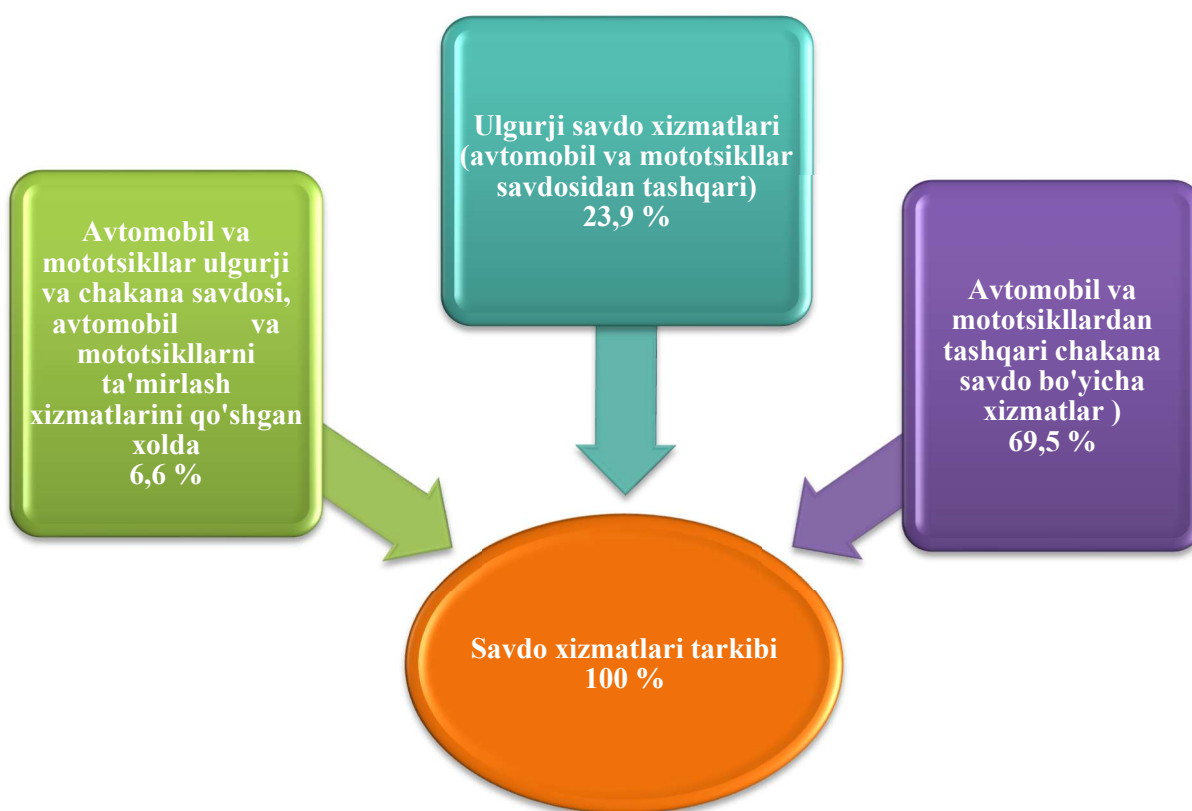 Ulgurji savdo xizmatlari
(avtomobil va mototsikllar
savdosidan tashqari)
23,9 %
Avtomobil va
mototsikllar ulgurji
va chakana savdosi,
avtomobil va
mototsikllarni
ta'mirlash
xizmatlarini qo'shgan
xolda
6,6 %
Avtomobil va
mototsikllardan
tashqari chakana
savdo bo'yicha
xizmatlar )
69,5 %
Savdo xizmatlari tarkibi
100 %